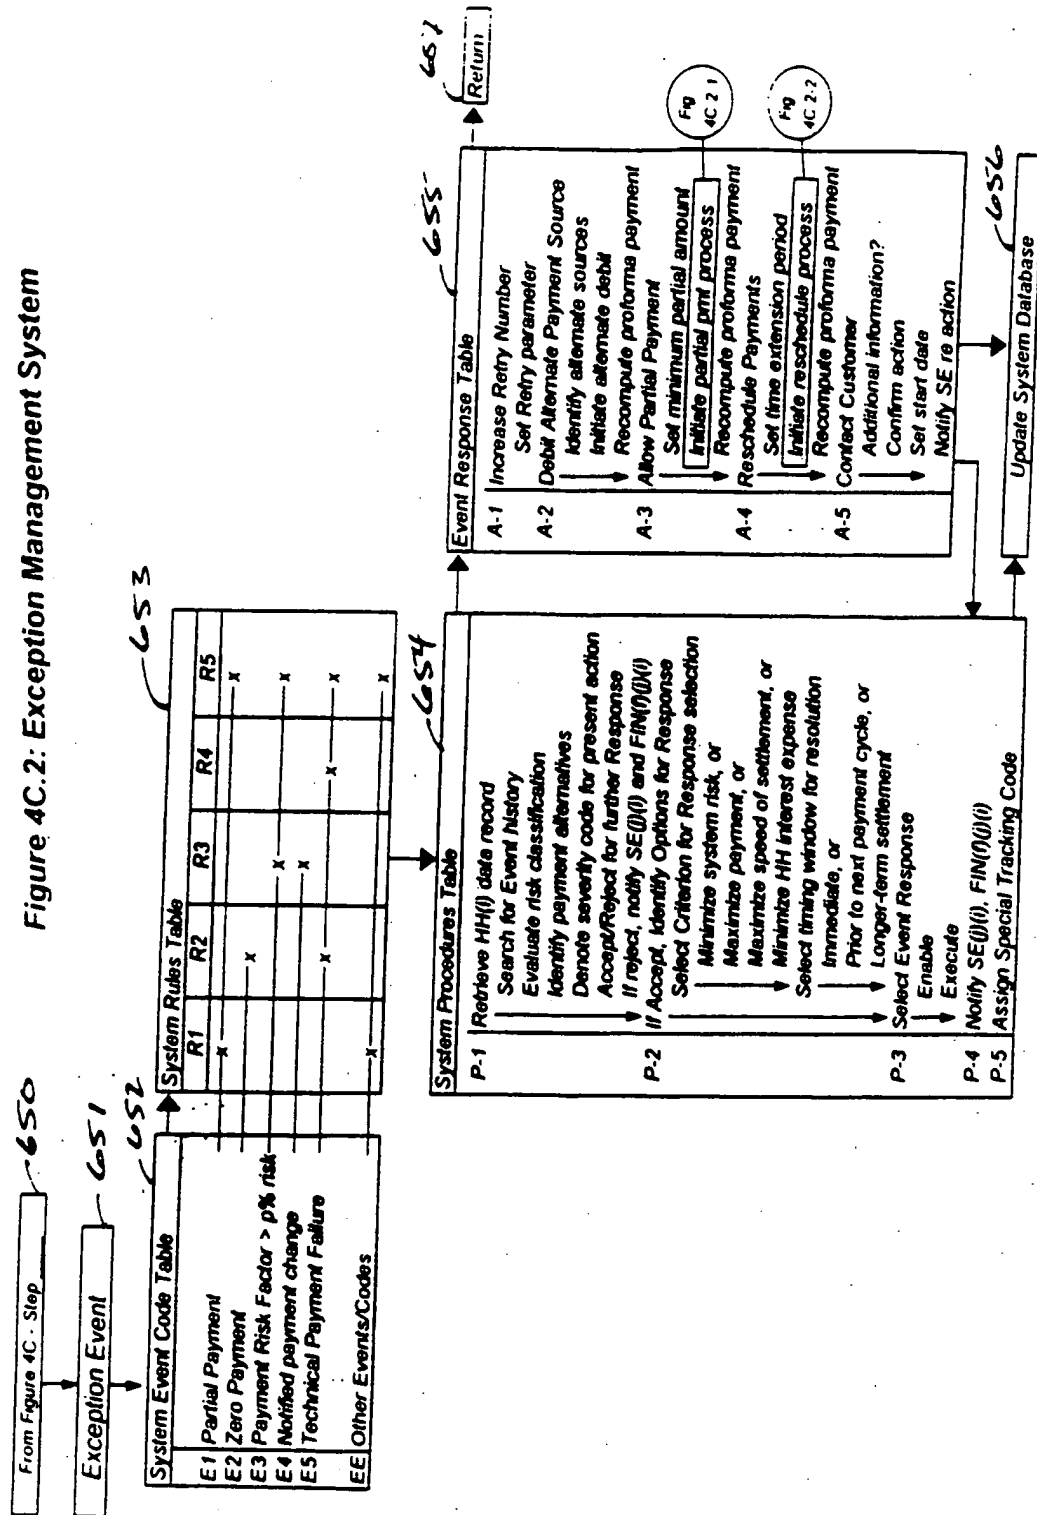 Figure 4C.2: Exception Management System
From Figure 4C - Step
650
Exception Event
651
652
System Event Code Table
E1 Partial Payment
E2 Zero Payment
E3 Payment Risk Factor > p% risk
E4 Notified payment change
E5 Technical Payment Failure
EE Other Events/Codes
653
System Rules Table
R1 R2 R3 R4 R5
x
x
x
x x
x
x x
x
x x
654
System Procedures Table
P-1 Retrieve HH(i) data record
Search for Event history
Evaluate risk classification
Identify payment alternatives
Denote severity code for present action
Accept/Reject for further Response
If reject, notify SE(j)(i) and FIN(f)(j)(i)
P-2 If Accept, Identify Options for Response
Select Criterion for Response selection
Minimize system risk, or
Maximize payment, or
Maximize speed of settlement, or
Minimize HH interest expense
Select timing window for resolution
Immediate, or
Prior to next payment cycle, or
Longer-term settlement
P-3 Select Event Response
Enable
Execute
P-4 Notify SE(j)(i), FIN(f)(j)(i)
P-5 Assign Special Tracking Code
655
Event Response Table
A-1 Increase Retry Number
Set Retry parameter
A-2 Debit Alternate Payment Source
Identify alternate sources
Initiate alternate debit
Recompute proforma payment
A-3 Allow Partial Payment
Set minimum partial amount
Initiate partial pmt process
Recompute proforma payment
A-4 Reschedule Payments
Set time extension period
Initiate reschedule process
Recompute proforma payment
A-5 Contact Customer
Additional information?
Confirm action
Set start date
Notify SE re action
657
Return
Fig
4C 2 1
Fig
4C 2-2
656
Update System Database